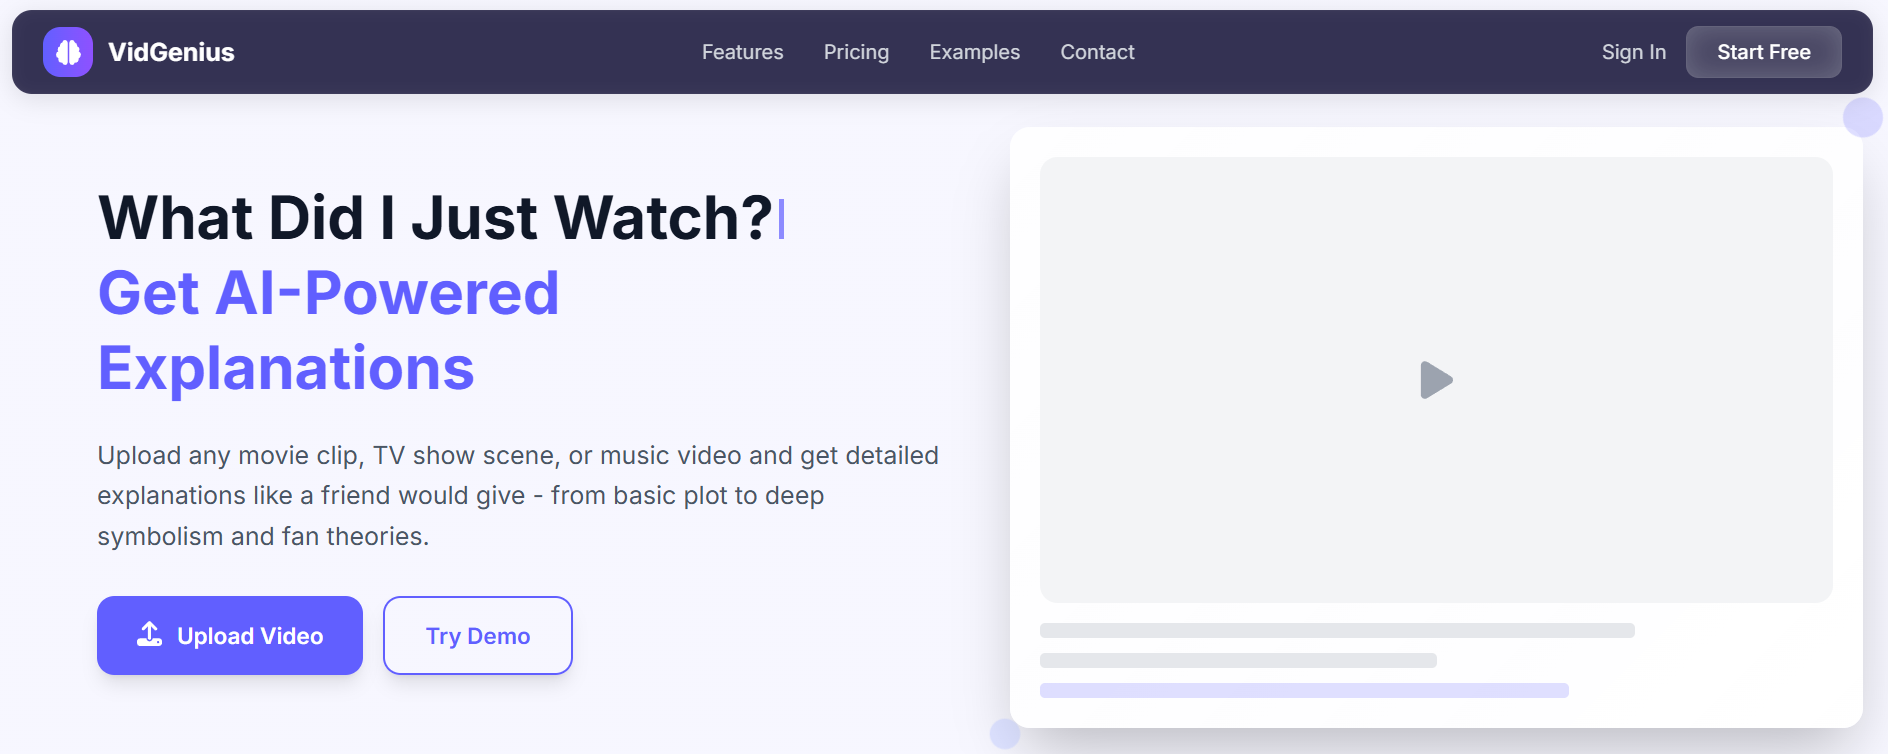 VidGenius
Features
Pricing
Examples
Contact
Sign In
Start Free
What Did I Just Watch?
Get AI-Powered
Explanations
Upload any movie clip, TV show scene, or music video and get detailed
explanations like a friend would give - from basic plot to deep
symbolism and fan theories.
Upload Video
Try Demo